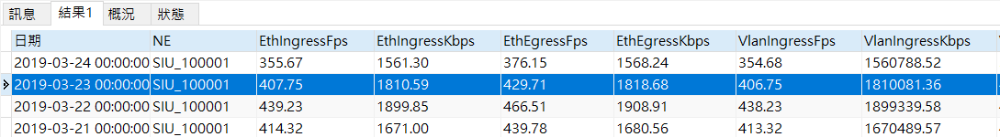 訊息 結果1 概況 狀態
日期 NE EthIngressFps EthIngressKbps EthEgressFps EthEgressKbps VlanIngressFps VlanIngressKbps
2019-03-24 00:00:00 SIU_100001 355.67 1561.30 376.15 1568.24 354.68 1560788.52
2019-03-23 00:00:00 SIU_100001 407.75 1810.59 429.71 1818.68 406.75 1810081.36
2019-03-22 00:00:00 SIU_100001 439.23 1899.85 466.51 1908.91 438.23 1899339.58
2019-03-21 00:00:00 SIU_100001 414.32 1671.00 439.78 1680.56 413.32 1670489.57